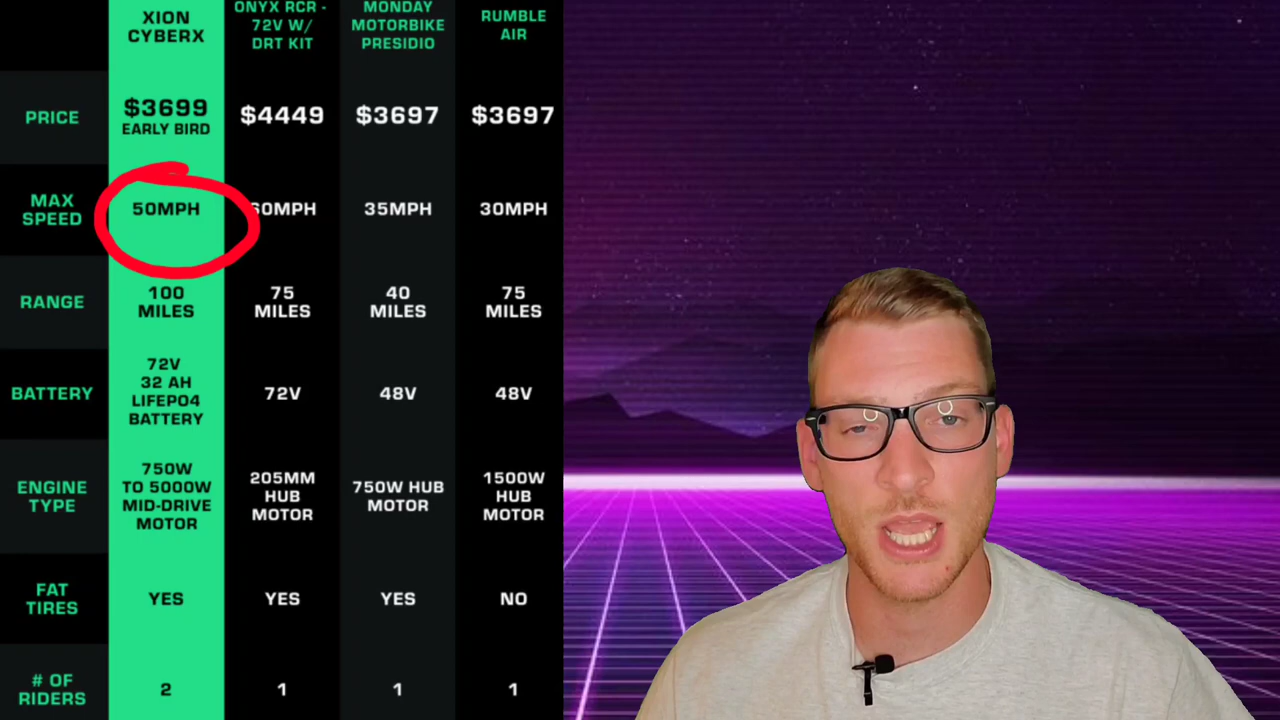 XION
CYBERX
ONYX RCR -
72V W/
DRT KIT
MONDAY
MOTORBIKE
PRESIDIO
RUMBLE
AIR
PRICE
$3699
EARLY BIRD
$4449
$3697
$3697
MAX
SPEED
50MPH
60MPH
35MPH
30MPH
RANGE
100
MILES
75
MILES
40
MILES
75
MILES
BATTERY
72V
32 AH
LIFEPO4
BATTERY
72V
48V
48V
ENGINE
TYPE
750W
TO 5000W
MID-DRIVE
MOTOR
205MM
HUB
MOTOR
750W HUB
MOTOR
1500W
HUB
MOTOR
FAT
TIRES
YES
YES
YES
NO
# OF
RIDERS
2
1
1
1